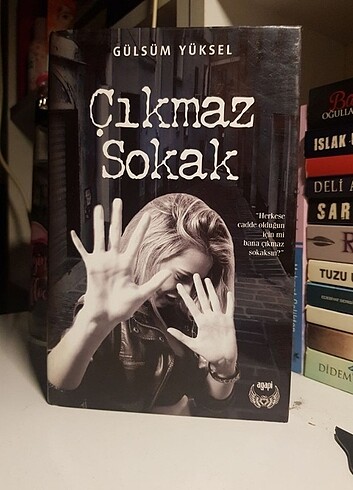 GÜLSÜM YÜKSEL
Çıkmaz
Sokak
"Herkese
cadde olduğun
için mi
bana çıkmaz
sokaksın?"
agapi
OĞULLA
ISLAK
DELİ A
SAR
TUZU
DİDEM